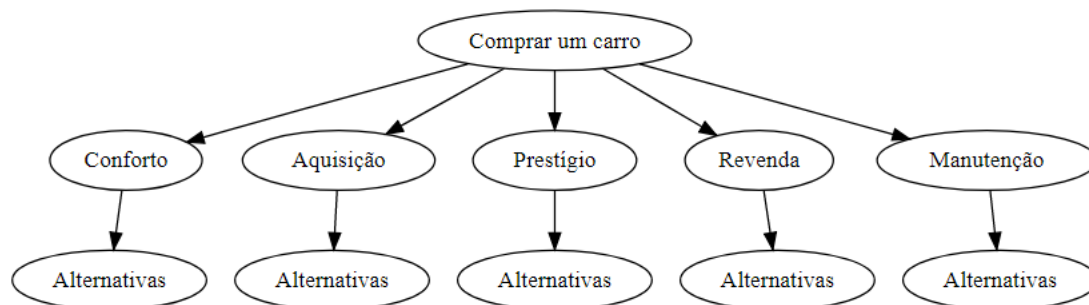 Comprar um carro
Conforto
Aquisição
Prestígio
Revenda
Manutenção
Alternativas
Alternativas
Alternativas
Alternativas
Alternativas